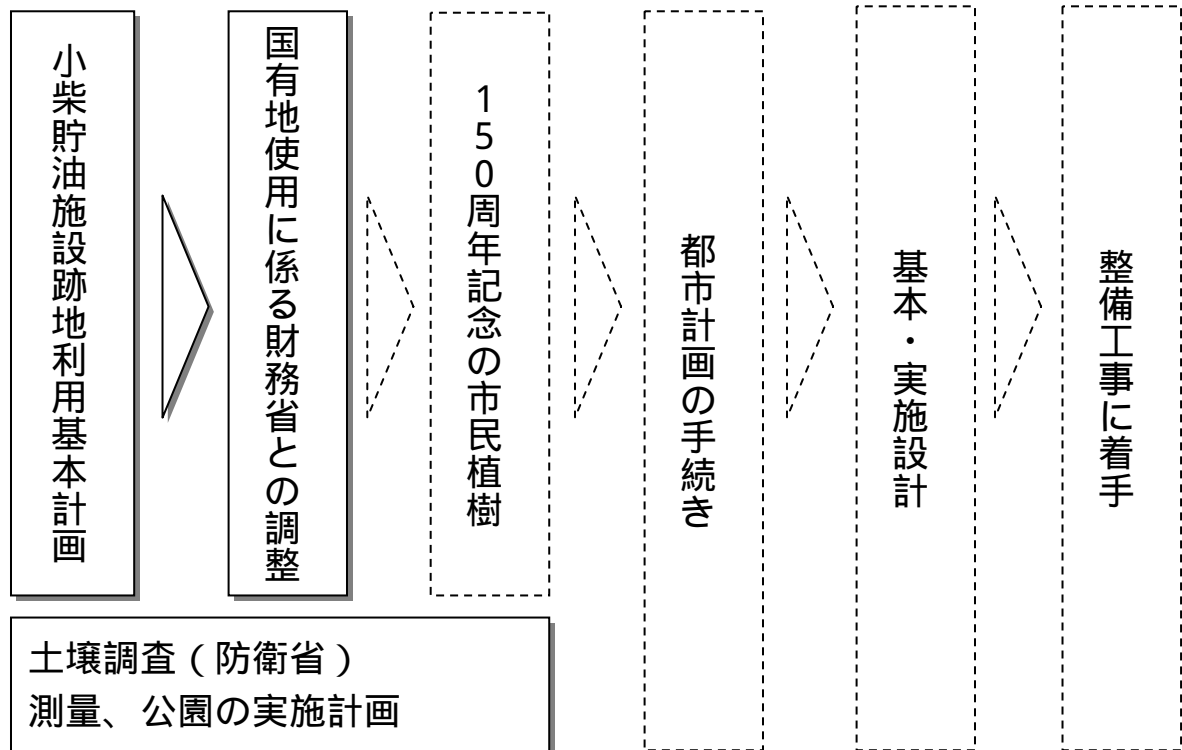 小柴貯油施設跡地利用基本計画
国有地使用に係る財務省との調整
150周年記念の市民植樹
都市計画の手続き
基本・実施設計
整備工事に着手
土壌調査(防衛省)
測量、公園の実施計画